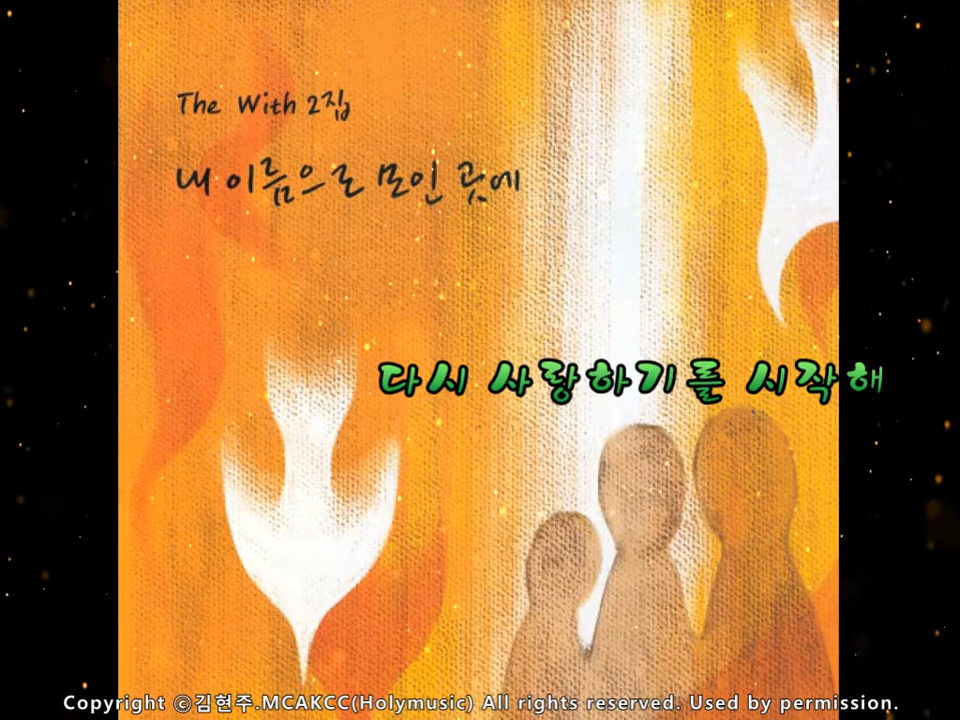 The With 2집
내 이름으로 모인 곳에
다시 사랑하기를 시작해
Copyright ©김현주.MCAKCC(Holymusic) All rights reserved. Used by permission.